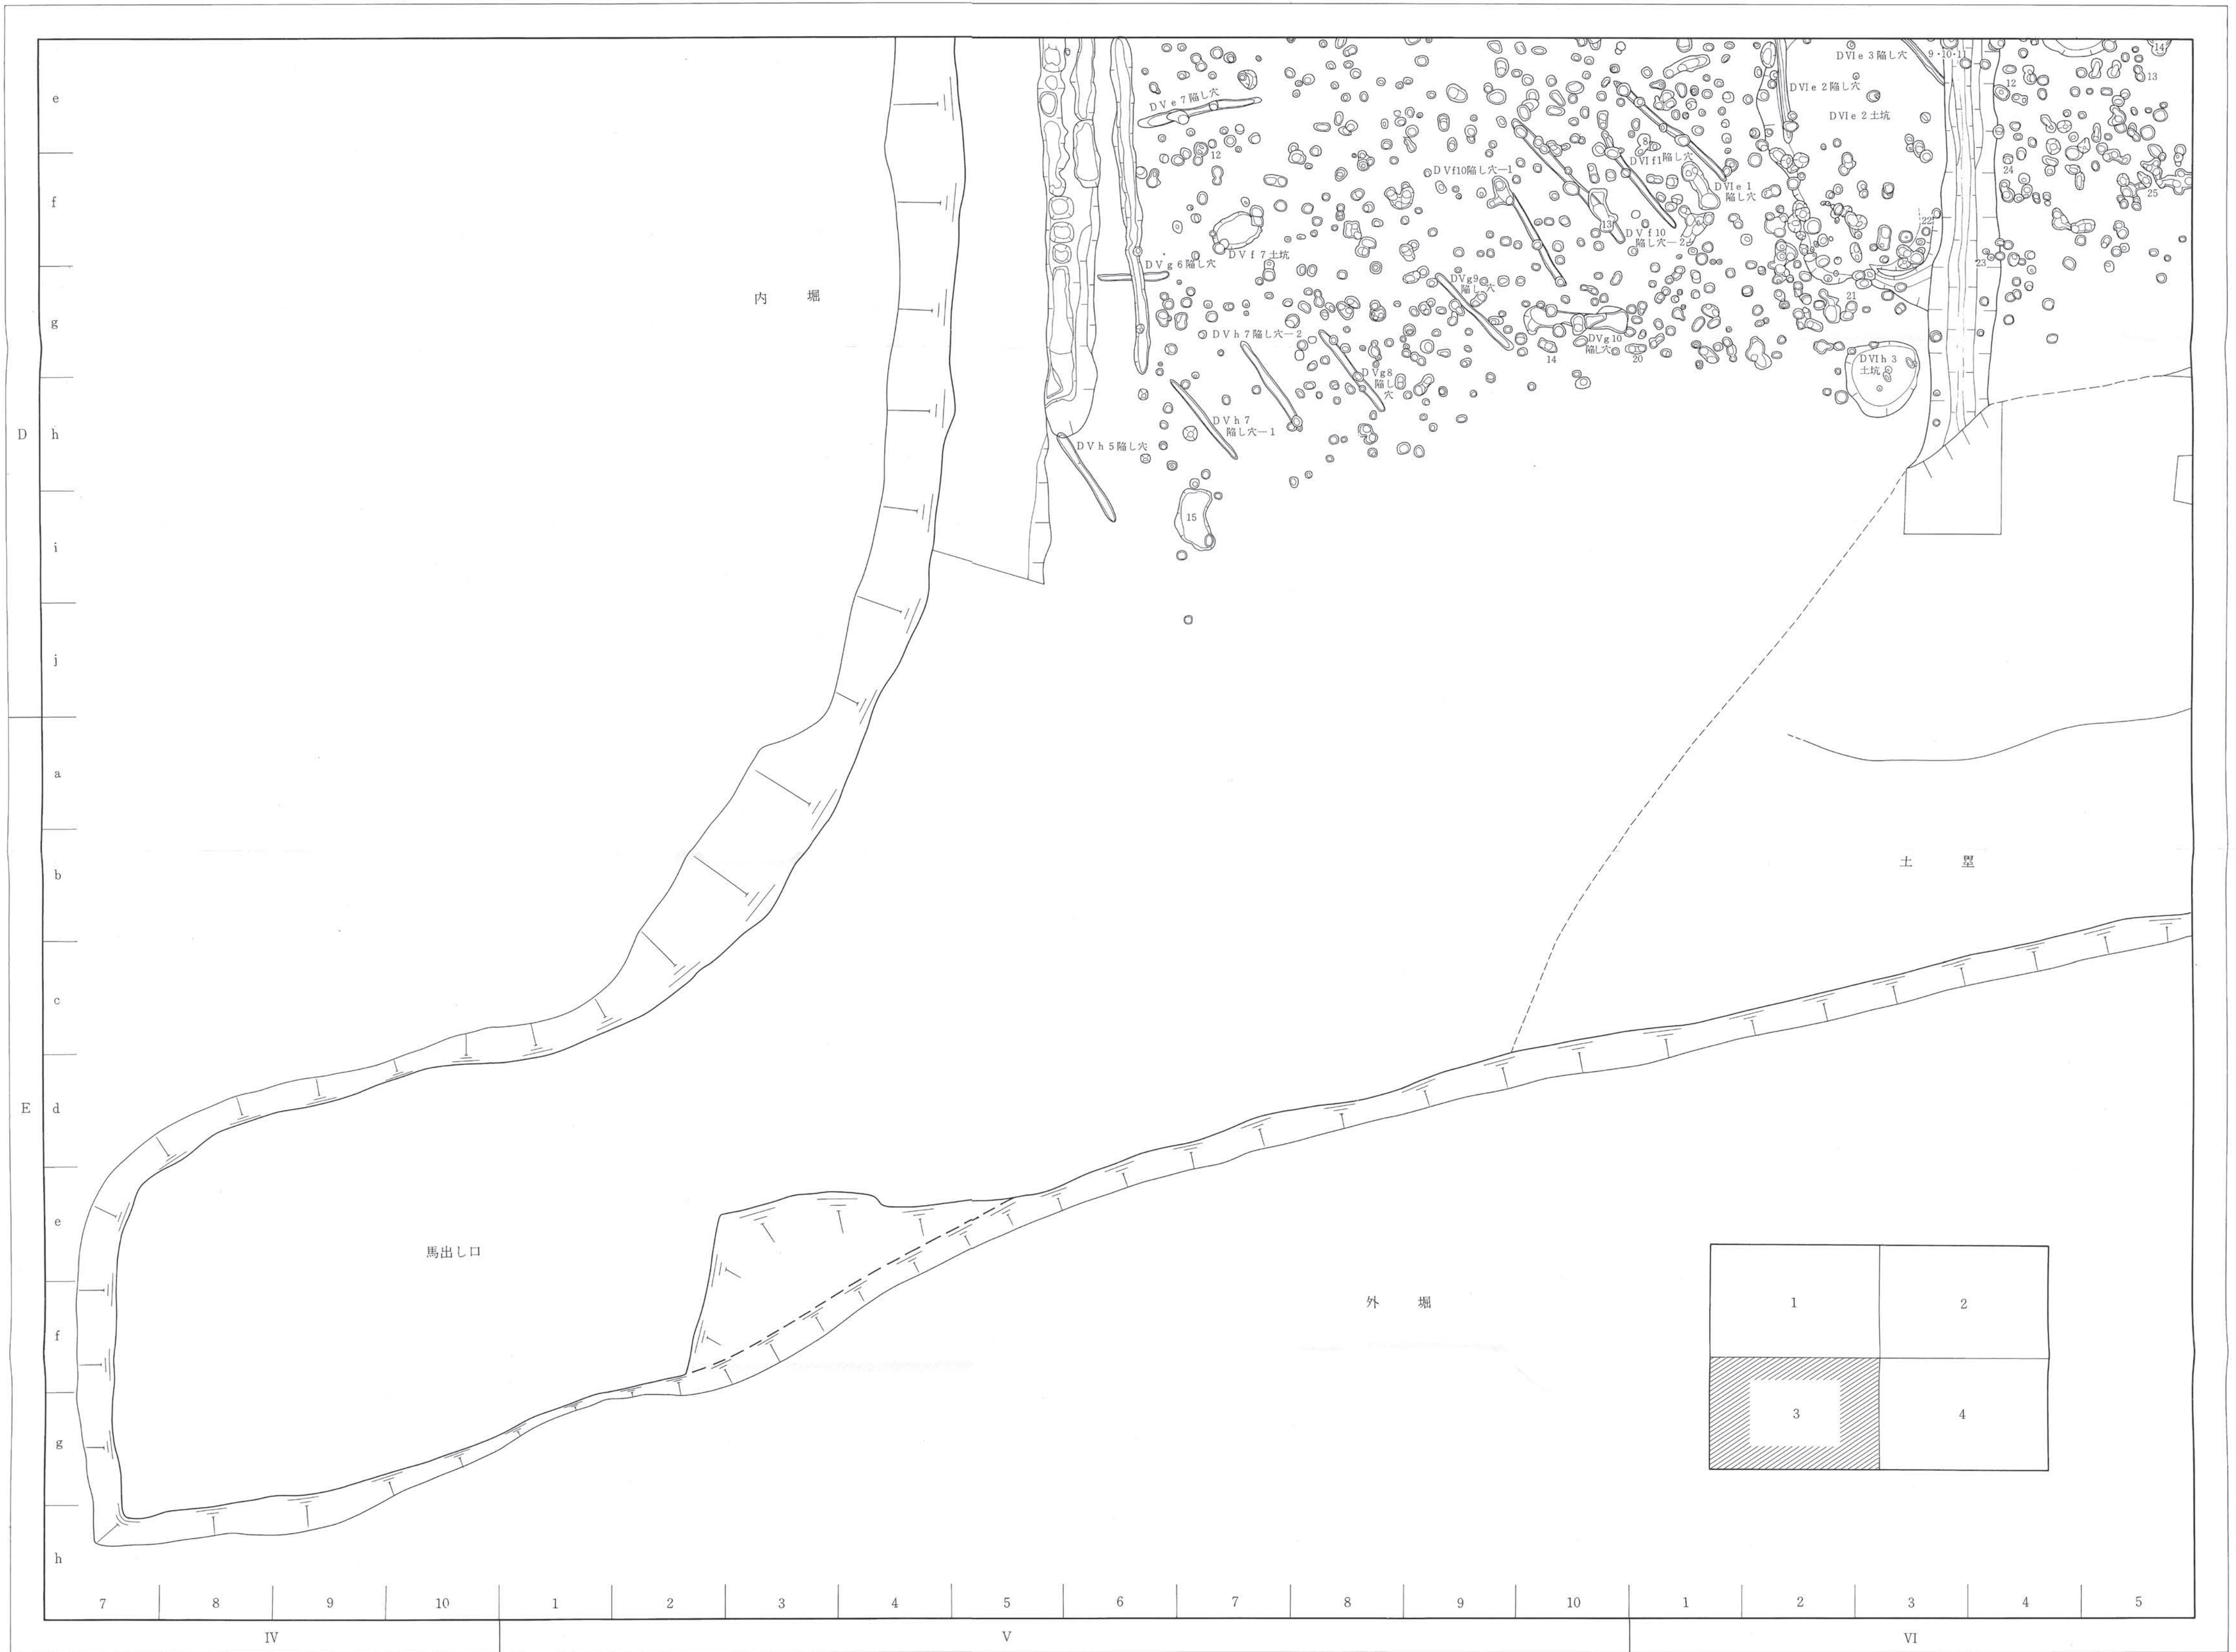 DⅥe3陥し穴
9・10・11
14
13
12
DⅥe2陥し穴
DⅥe2土坑
DⅤe7陥し穴
12
8
DⅥf1陥し穴
DⅤf10陥し穴―1
DⅥe1
陥し穴
24
25
13
22
DⅤf10
陥し穴―2
DⅤf7土坑
DⅤg6陥し穴
23
内 堀
DⅤg9
陥し穴
21
DⅤh7陥し穴―2
DⅤg10
陥し穴
14
20
DⅤg8
陥し
穴
DⅥh3
土坑
DⅤh7
陥し穴―1
DⅤh5陥し穴
15
土 塁
馬出し口
外 堀
1
2
3
4
D
e
f
g
h
i
j
E
a
b
c
d
e
f
g
h
7 8 9 10 1 2 3 4 5 6 7 8 9 10 1 2 3 4 5
Ⅳ Ⅴ Ⅵ